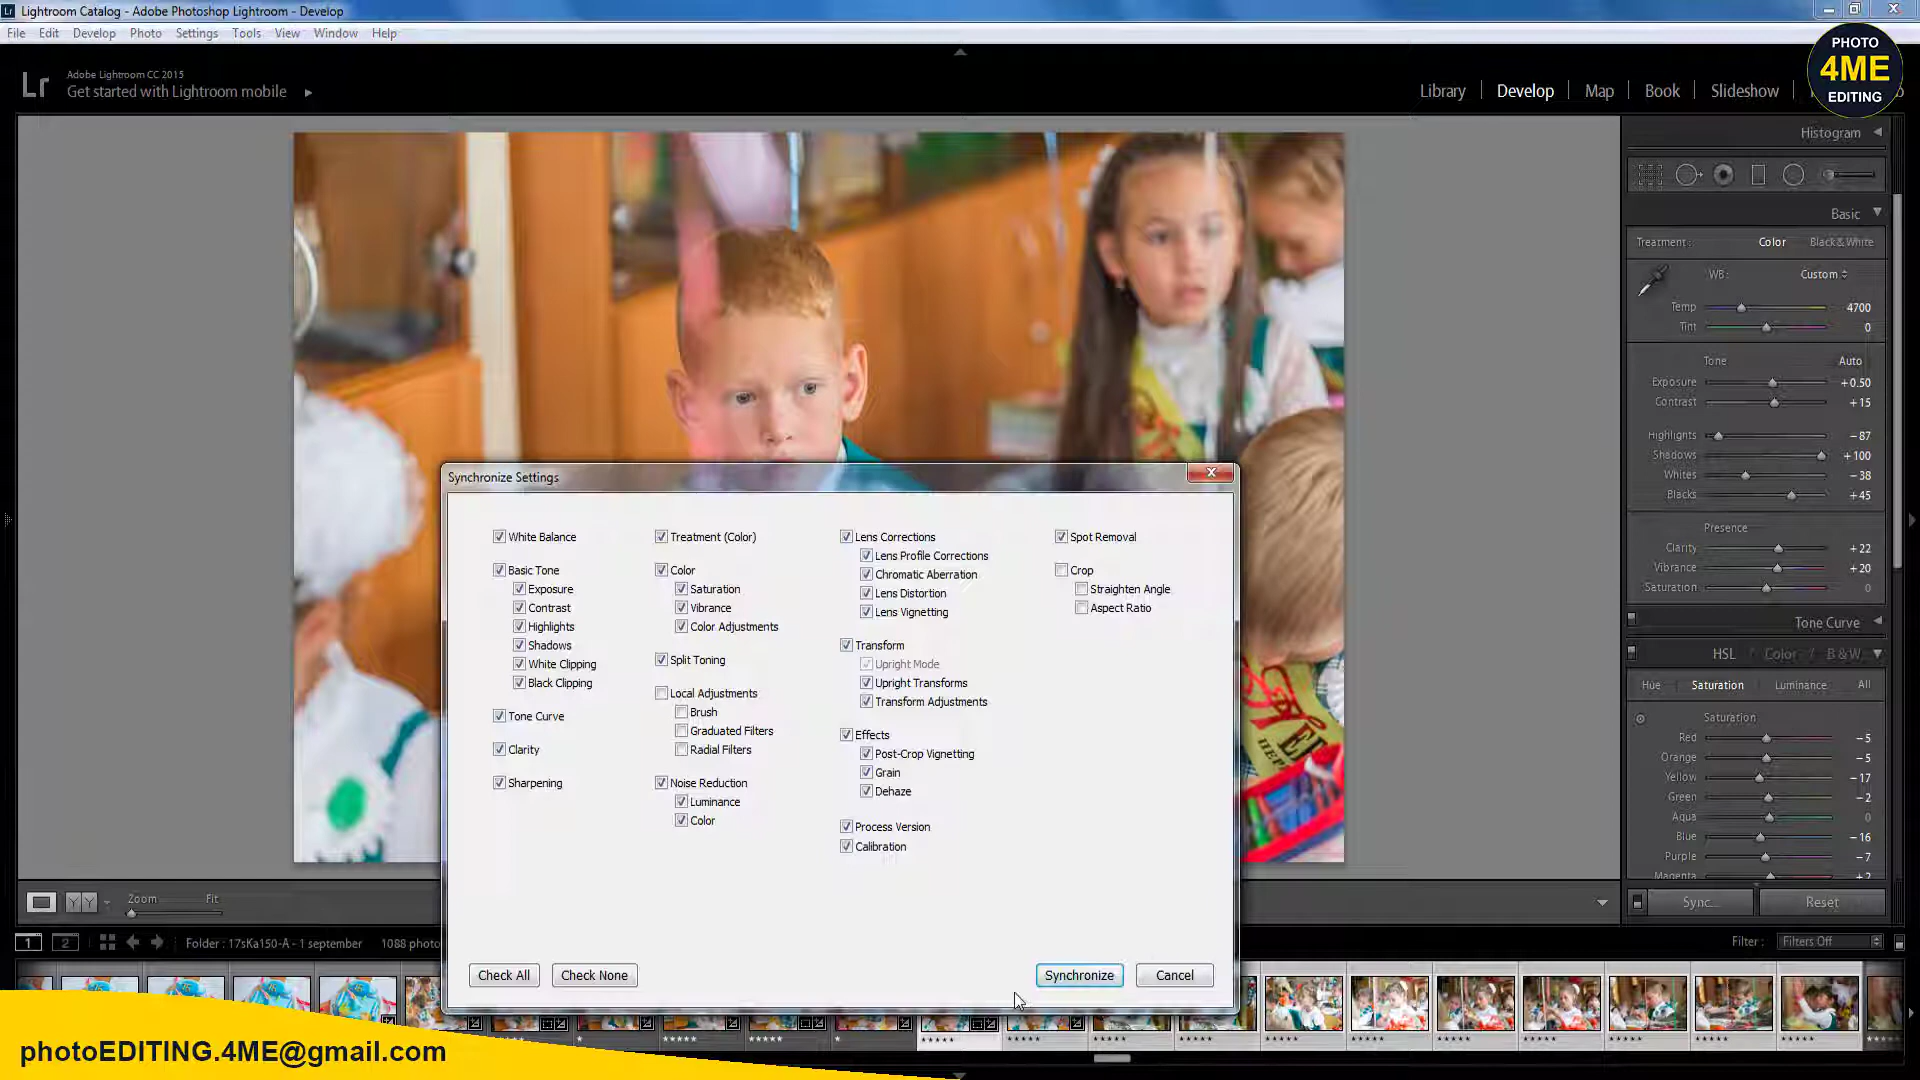 Lightroom Catalog - Adobe Photoshop Lightroom - Develop
File Edit Develop Photo Settings Tools View Window Help
PHOTO
4ME
EDITING
Adobe Lightroom CC 2015
Get started with Lightroom mobile
Library Develop Map Book Slideshow
Histogram
Basic
Treatment : Color Black & White
WB : Custom
Temp 4700
Tint 0
Tone Auto
Exposure +0.50
Contrast +15
Highlights -87
Shadows +100
Whites -38
Blacks +45
Presence
Clarity +22
Vibrance +20
Saturation 0
Tone Curve
HSL / Color / B & W
Hue Saturation Luminance All
Saturation
Red -5
Orange -5
Yellow -17
Green -2
Aqua 0
Blue -16
Purple -7
Magenta +2
Sync... Reset
Synchronize Settings
White Balance
Basic Tone
Exposure
Contrast
Highlights
Shadows
White Clipping
Black Clipping
Tone Curve
Clarity
Sharpening
Treatment (Color)
Color
Saturation
Vibrance
Color Adjustments
Split Toning
Local Adjustments
Brush
Graduated Filters
Radial Filters
Noise Reduction
Luminance
Color
Lens Corrections
Lens Profile Corrections
Chromatic Aberration
Lens Distortion
Lens Vignetting
Transform
Upright Mode
Upright Transforms
Transform Adjustments
Effects
Post-Crop Vignetting
Grain
Dehaze
Process Version
Calibration
Spot Removal
Crop
Straighten Angle
Aspect Ratio
Check All Check None Synchronize Cancel
Zoom Fit
1 2 Folder : 17sKa150-A - 1 september 1088 photo
Filter : Filters Off
photoEDITING.4ME@gmail.com